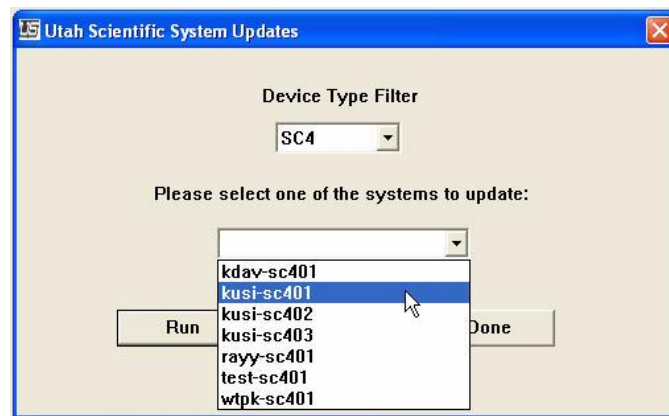 US Utah Scientific System Updates
Device Type Filter
SC4
Please select one of the systems to update:
kdav-sc401
kusi-sc401
kusi-sc402
kusi-sc403
rayy-sc401
test-sc401
wtpk-sc401
Run
Done